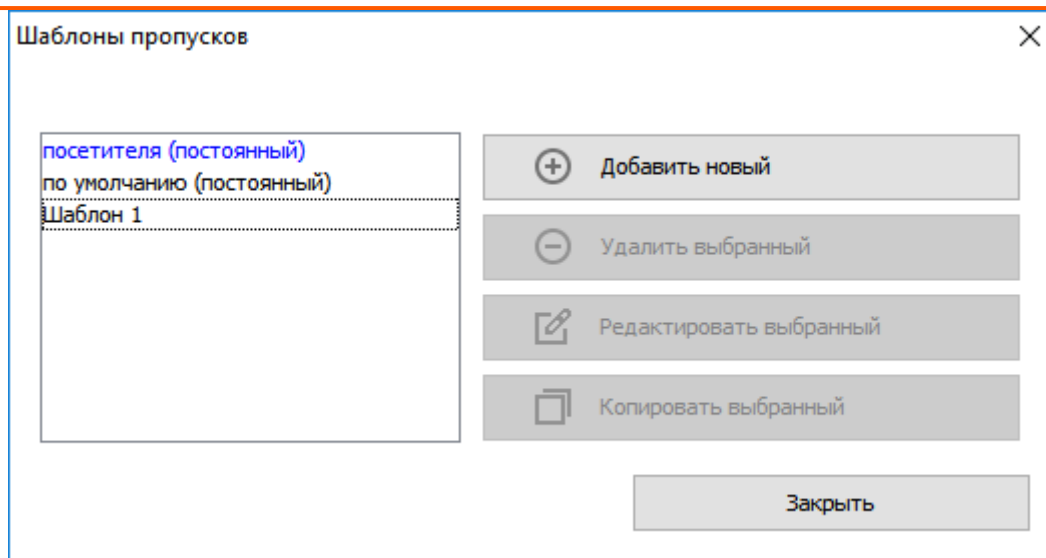 Шаблоны пропусков
посетителя (постоянный)
по умолчанию (постоянный)
Шаблон 1
Добавить новый
Удалить выбранный
Редактировать выбранный
Копировать выбранный
Закрыть